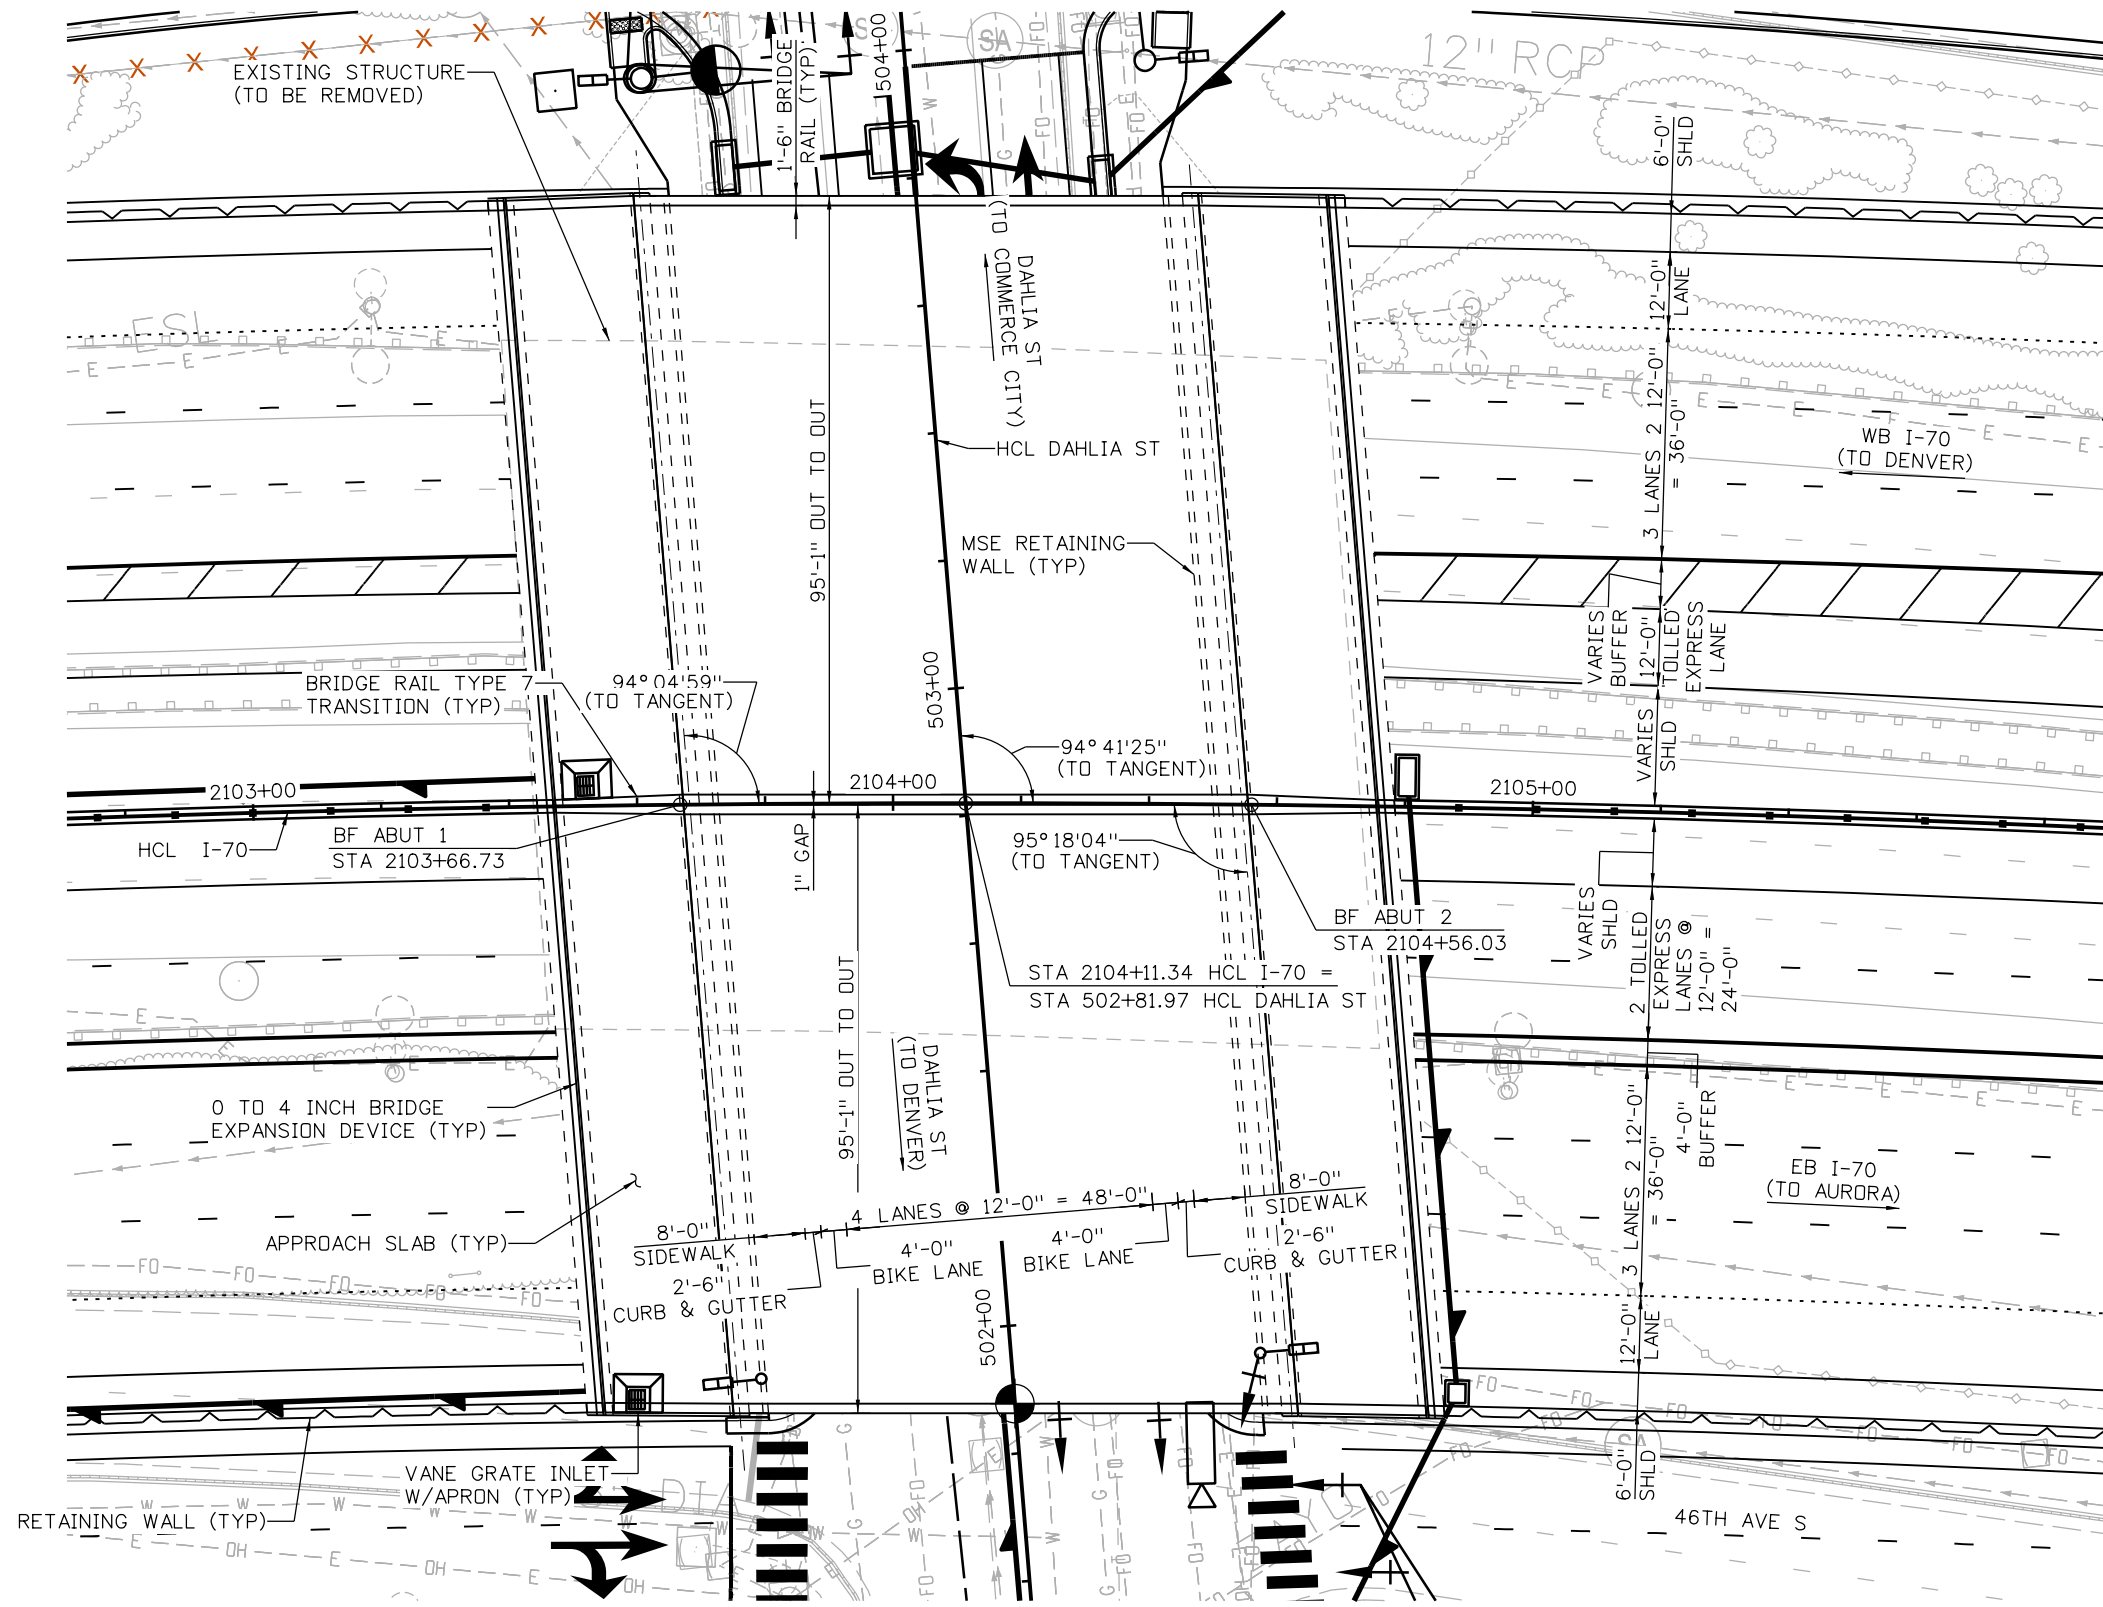 EXISTING STRUCTURE
(TO BE REMOVED)
1'-6" BRIDGE
RAIL (TYP)
504+00
SA
12" RCP
6'-0"
SHLD
(TO COMMERCE CITY)
DAHLIA ST
12'-0"
LANE
ESL
95'-1" OUT TO OUT
HCL DAHLIA ST
3 LANES 2 12'-0"
= 36'-0"
WB I-70
(TO DENVER)
MSE RETAINING
WALL (TYP)
VARIES
BUFFER
12'-0"
TOLLED
EXPRESS
LANE
503+00
BRIDGE RAIL TYPE 7
TRANSITION (TYP)
94°04'59"
(TO TANGENT)
94°41'25"
(TO TANGENT)
VARIES
SHLD
2103+00
2104+00
2105+00
HCL I-70
BF ABUT 1
STA 2103+66.73
1" GAP
95°18'04"
(TO TANGENT)
BF ABUT 2
STA 2104+56.03
VARIES
SHLD
2 TOLLED
EXPRESS
LANES @
12'-0" =
24'-0"
STA 2104+11.34 HCL I-70 =
STA 502+81.97 HCL DAHLIA ST
95'-1" OUT TO OUT
DAHLIA ST
(TO DENVER)
0 TO 4 INCH BRIDGE
EXPANSION DEVICE (TYP)
4'-0"
BUFFER
3 LANES 2 12'-0"
= 36'-0"
EB I-70
(TO AURORA)
APPROACH SLAB (TYP)
8'-0"
SIDEWALK
4 LANES @ 12'-0" = 48'-0"
8'-0"
SIDEWALK
2'-6"
CURB & GUTTER
4'-0"
BIKE LANE
4'-0"
BIKE LANE
2'-6"
CURB & GUTTER
502+00
12'-0"
LANE
6'-0"
SHLD
VANE GRATE INLET
W/APRON (TYP)
RETAINING WALL (TYP)
46TH AVE S